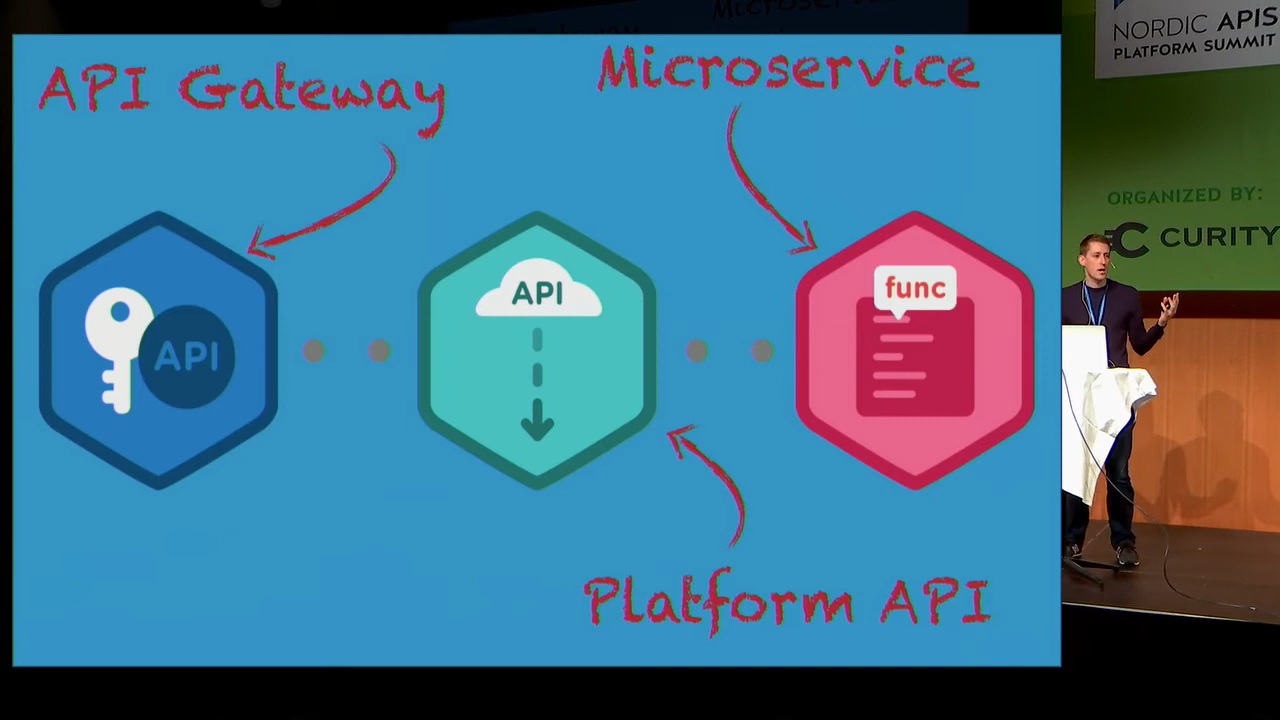 API Gateway
Microservice
API
API
func
Platform API
NORDIC APIS
PLATFORM SUMMIT
ORGANIZED BY:
CURITY